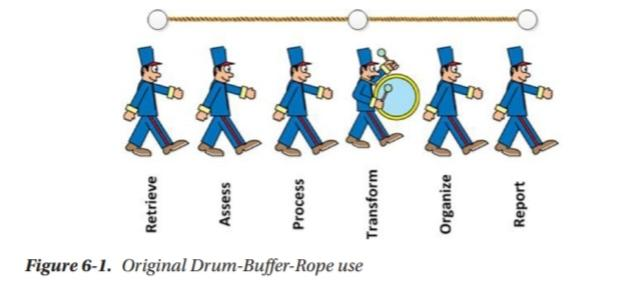 Retrieve
Assess
Process
Transform
Organize
Report
Figure 6-1. Original Drum-Buffer-Rope use